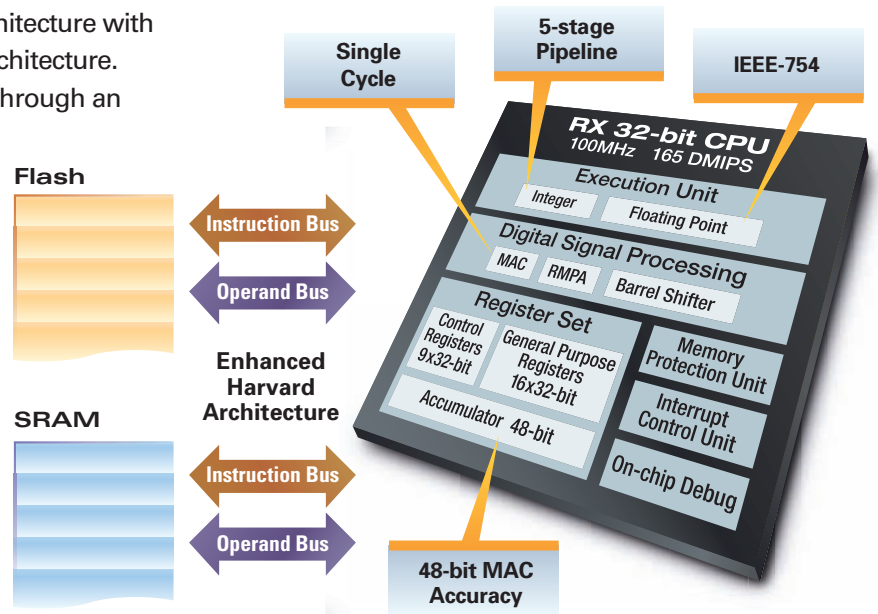 hitecture with
chitecture.
hrough an
Single
Cycle
5-stage
Pipeline
IEEE-754
RX 32-bit CPU
100MHz 165 DMIPS
Execution Unit
Integer
Floating Point
Digital Signal Processing
MAC
RMPA
Barrel Shifter
Register Set
Control
Registers
9x32-bit
General Purpose
Registers
16x32-bit
Accumulator 48-bit
Memory
Protection Unit
Interrupt
Control Unit
On-chip Debug
Flash
Instruction Bus
Operand Bus
Enhanced
Harvard
Architecture
SRAM
Instruction Bus
Operand Bus
48-bit MAC
Accuracy